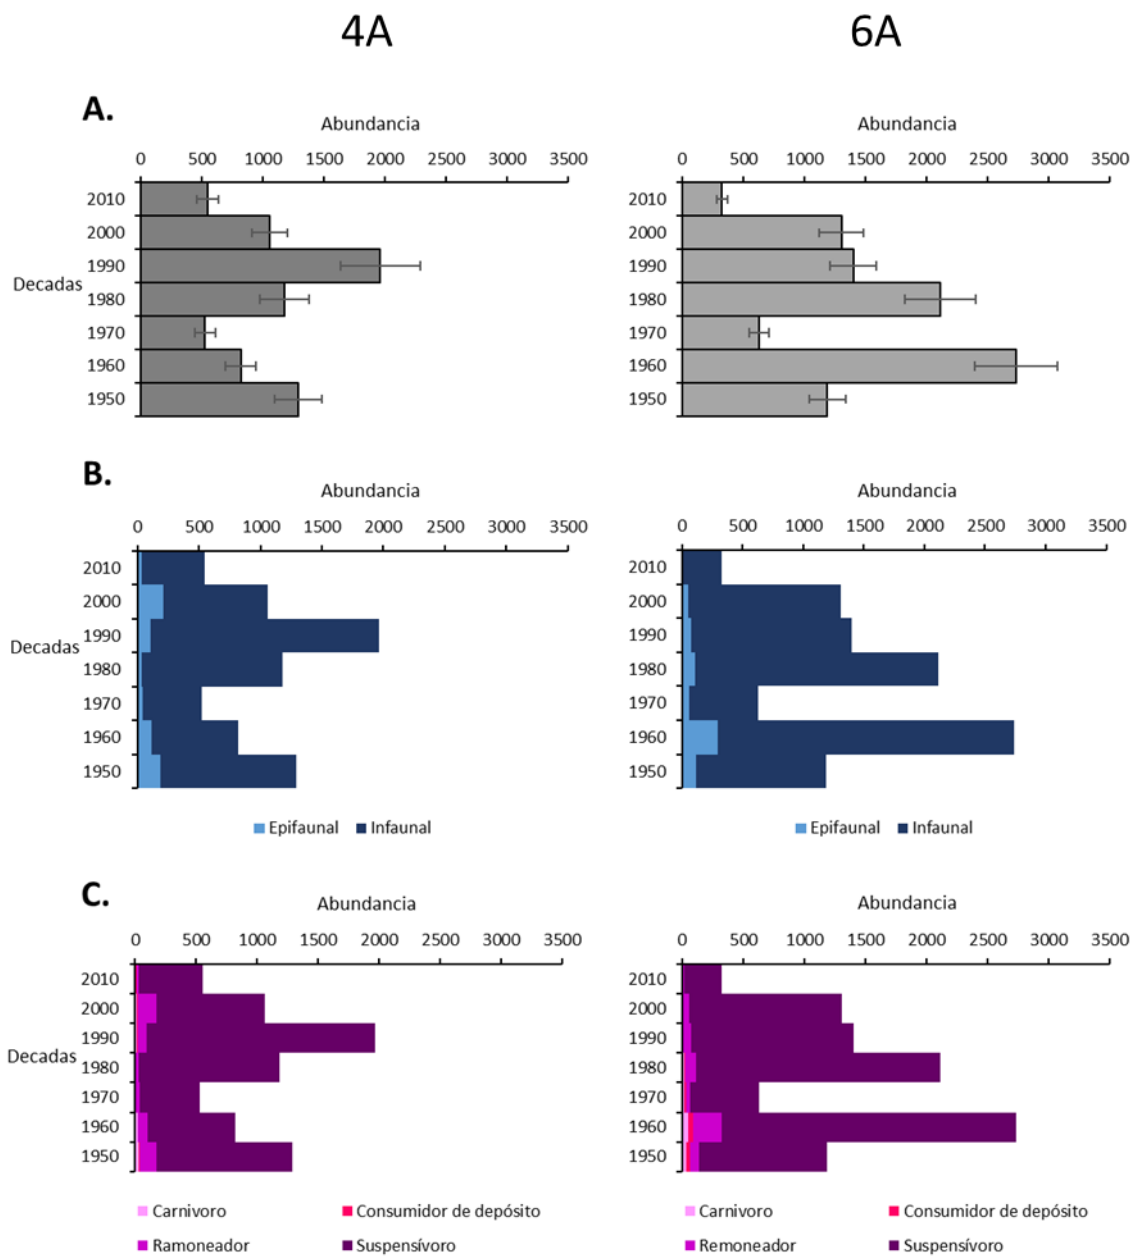 4A 6A
A.
Abundancia Abundancia
0 500 1000 1500 2000 2500 3000 3500 0 500 1000 1500 2000 2500 3000 3500
2010 2010
2000 2000
1990 1990
Decadas
1980 1980
1970 1970
1960 1960
1950 1950
B.
Abundancia Abundancia
0 500 1000 1500 2000 2500 3000 3500 0 500 1000 1500 2000 2500 3000 3500
2010 2010
2000 2000
1990 1990
Decadas
1980 1980
1970 1970
1960 1960
1950 1950
Epifaunal Infaunal Epifaunal Infaunal
C.
Abundancia Abundancia
0 500 1000 1500 2000 2500 3000 3500 0 500 1000 1500 2000 2500 3000 3500
2010 2010
2000 2000
1990 1990
Decadas
1980 1980
1970 1970
1960 1960
1950 1950
Carnivoro Consumidor de depósito Carnivoro Consumidor de depósito
Ramoneador Suspensívoro Remoneador Suspensívoro